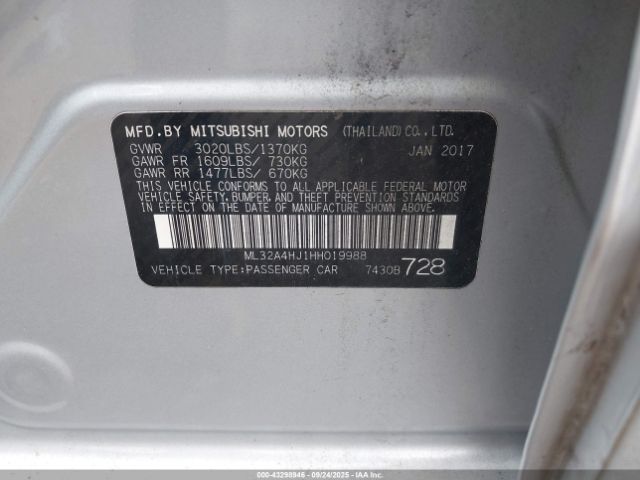 MFD.BY MITSUBISHI MOTORS (THAILAND)CO.,LTD.
GVWR 3020LBS/1370KG JAN 2017
GAWR FR 1609LBS/ 730KG
GAWR RR 1477LBS/ 670KG
THIS VEHICLE CONFORMS TO ALL APPLICABLE FEDERAL MOTOR
VEHICLE SAFETY, BUMPER, AND THEFT PREVENTION STANDARDS
IN EFFECT ON THE DATE OF MANUFACTURE SHOWN ABOVE.
ML32A4HJ1HH019988
VEHICLE TYPE:PASSENGER CAR 7430B 728
000-43298946 - 09/24/2025 - IAAI.COM